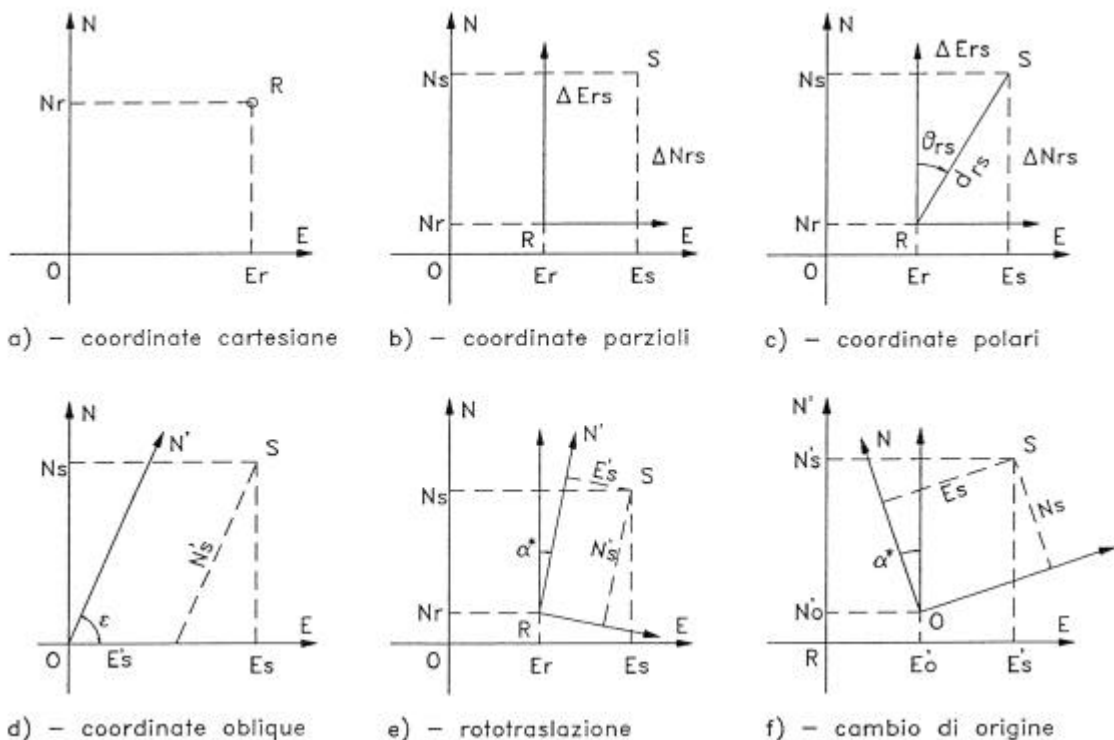 N
Nr
R
E
O
Er
a) – coordinate cartesiane
N
Ns
S
ΔErs
ΔNrs
Nr
R
E
O
Er
Es
b) – coordinate parziali
N
ΔErs
S
Ns
ϑrs
drs
ΔNrs
Nr
R
E
O
Er
Es
c) – coordinate polari
N
N'
S
Ns
N's
ε
E
O
E's
Es
d) – coordinate oblique
N
N'
E's
S
Ns
α*
N's
Nr
R
E
O
Er
Es
e) – rototraslazione
N'
N
S
N's
Es
Ns
α*
N'o
O
E
R
E'o
E's
f) – cambio di origine